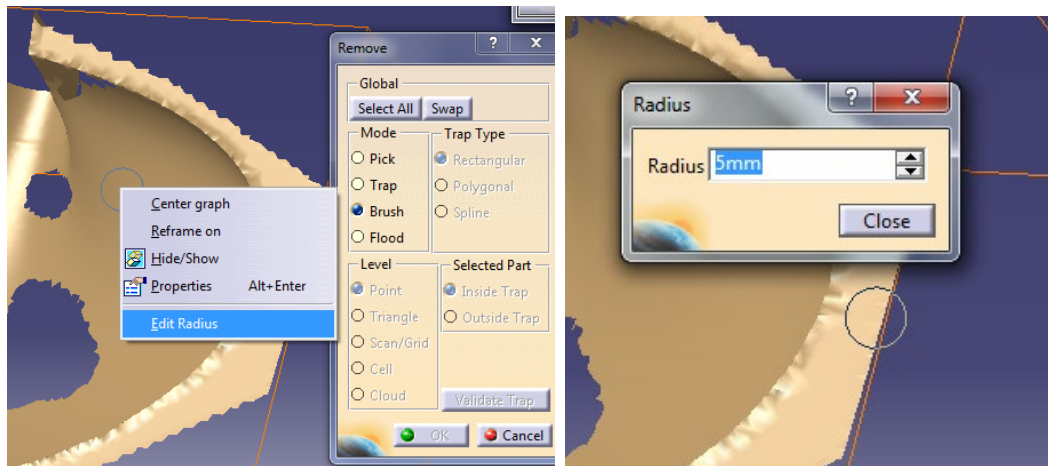 Remove
?
x
Global
Select All
Swap
Mode
Trap Type
Pick
Rectangular
Trap
Polygonal
Brush
Spline
Flood
Level
Selected Part
Point
Inside Trap
Triangle
Outside Trap
Scan/Grid
Cell
Cloud
Validate Trap
OK
Cancel
Center graph
Reframe on
Hide/Show
Properties Alt+Enter
Edit Radius
Radius
?
x
Radius 5mm
Close